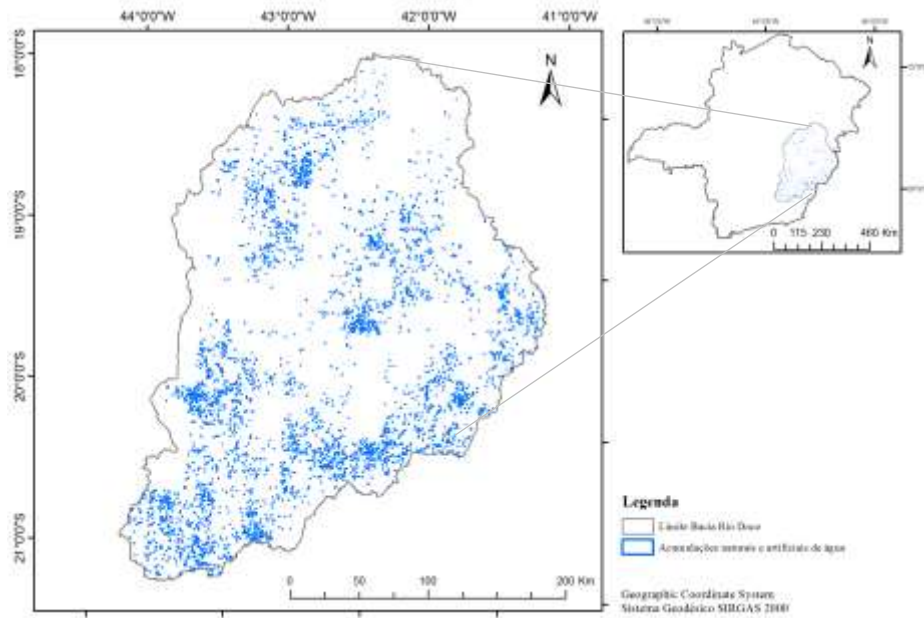 44°0'0"W 43°0'0"W 42°0'0"W 41°0'0"W
18°0'0"S
19°0'0"S
20°0'0"S
21°0'0"S
N
0 50 100 200 Km
N
0 115 230 460 Km
Legenda
Limite Bacia Rio Doce
Acumulações naturais e artificiais de água
Geographic Coordinate System
Sistema Geodésico SIRGAS 2000